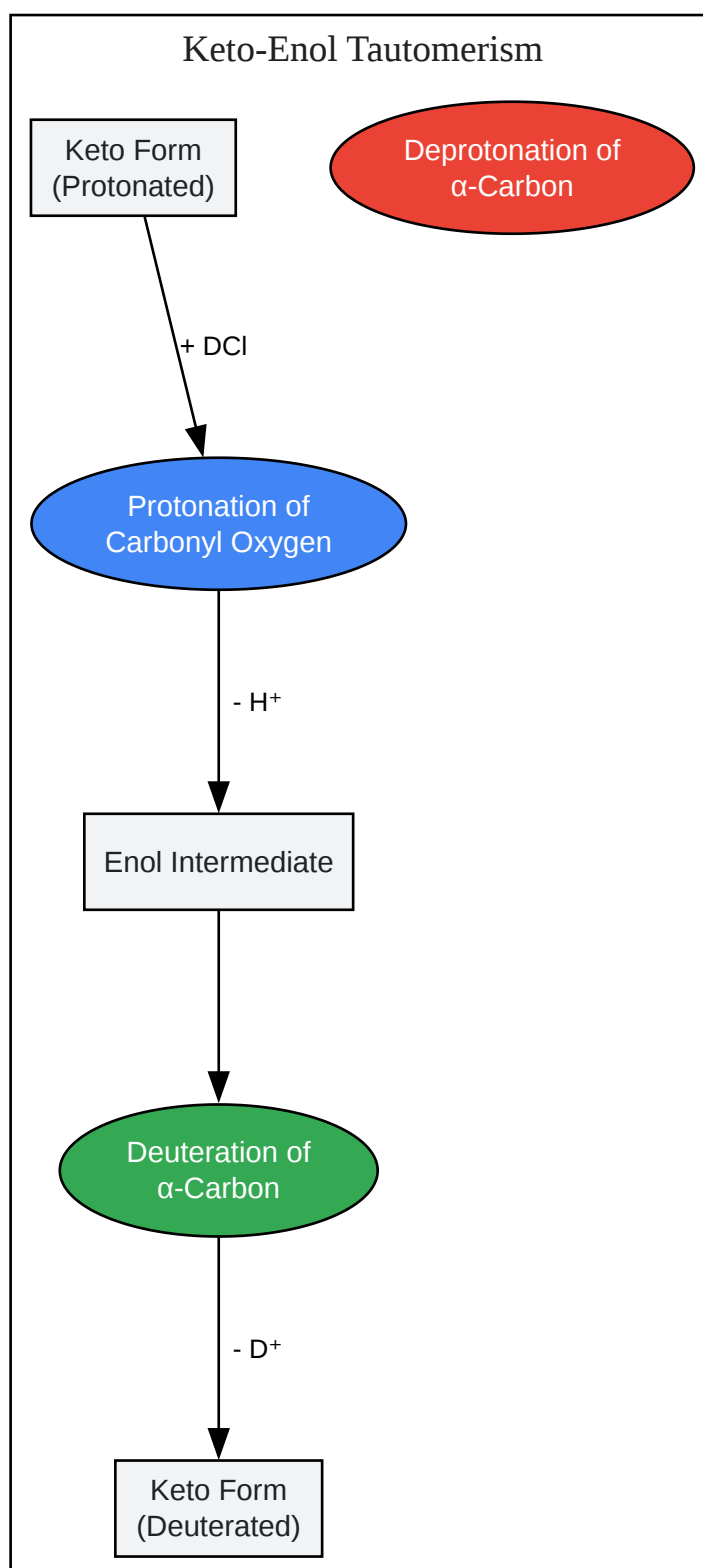 Keto-Enol Tautomerism
Keto Form
(Protonated)
Deprotonation of
α-Carbon
+ DCl
Protonation of
Carbonyl Oxygen
- H⁺
Enol Intermediate
Deuteration of
α-Carbon
- D⁺
Keto Form
(Deuterated)